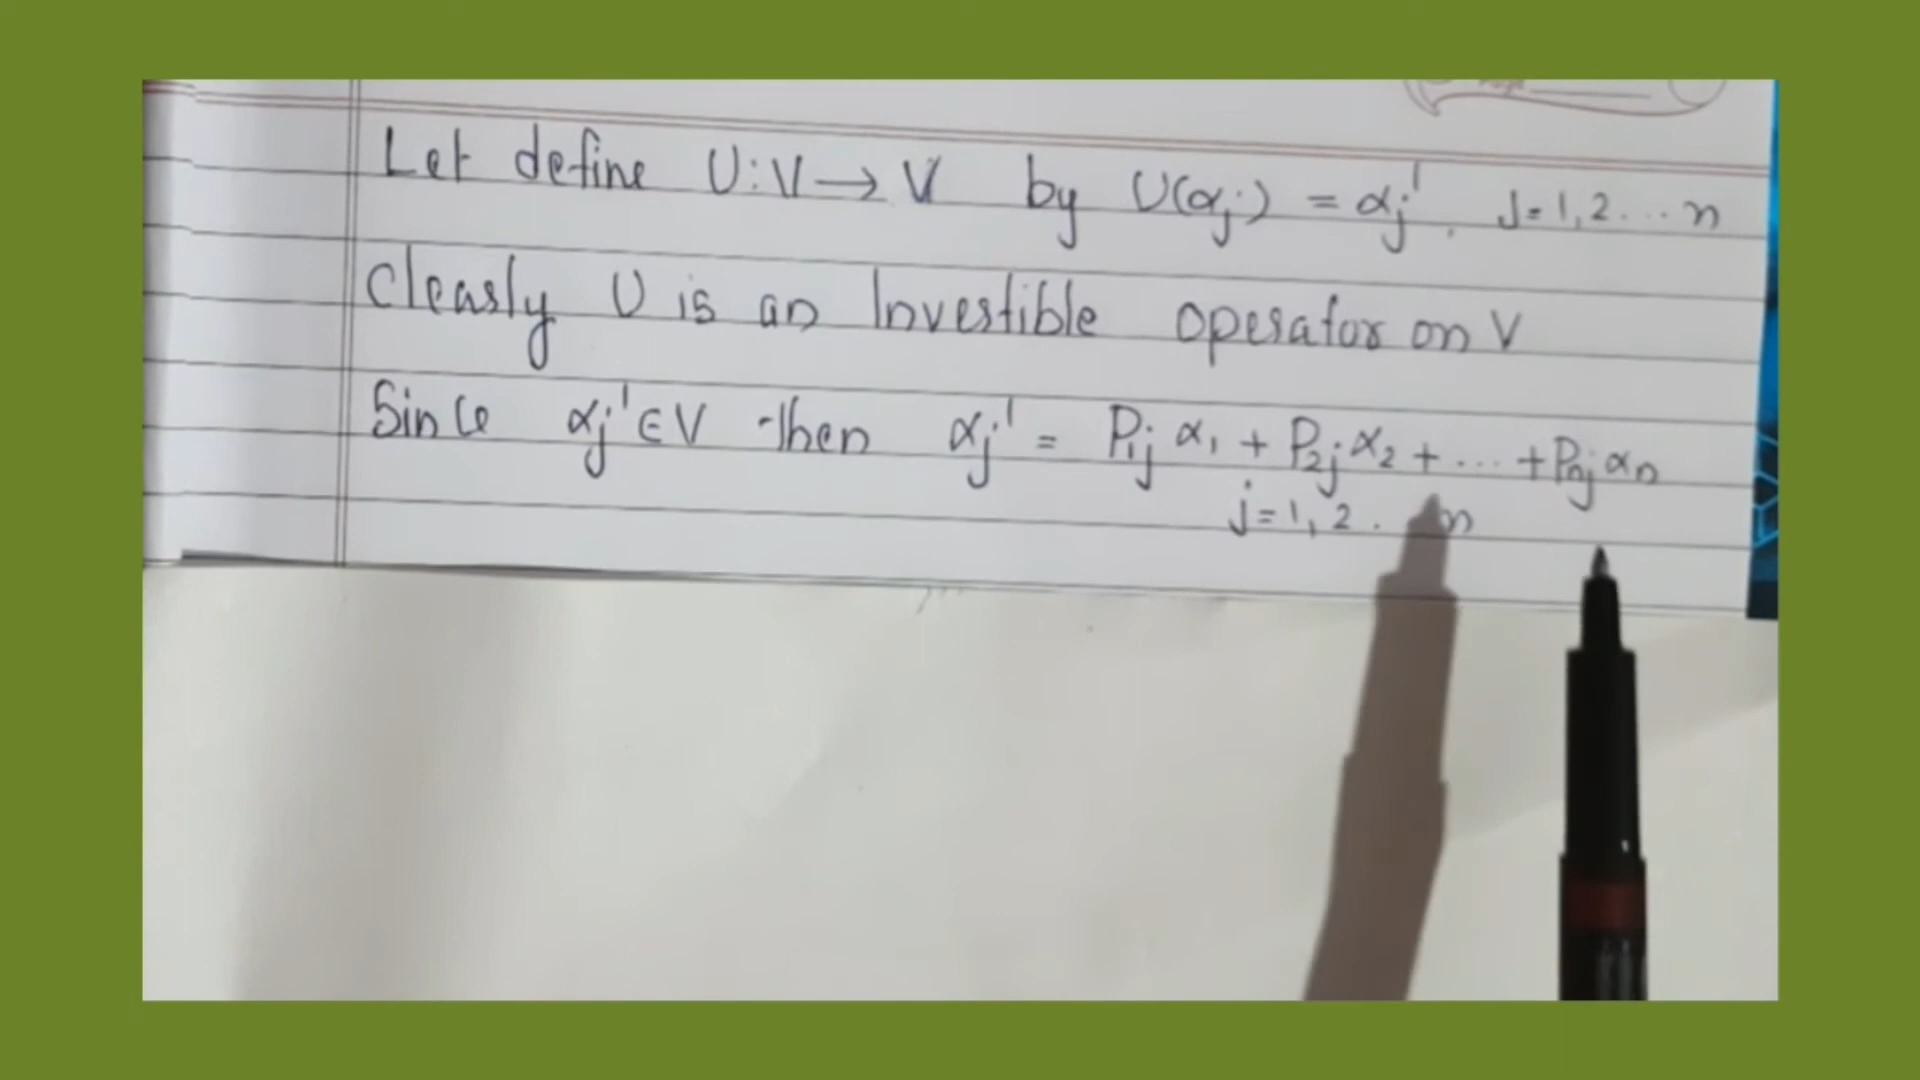 Let define U:V→V by U(αj) = αj'. J=1,2...n
Clearly U is an Invertible operator on V
Since αj'∈V then αj' = P1j α1 + P2j α2 + ... + Pnj αn
j=1,2. n